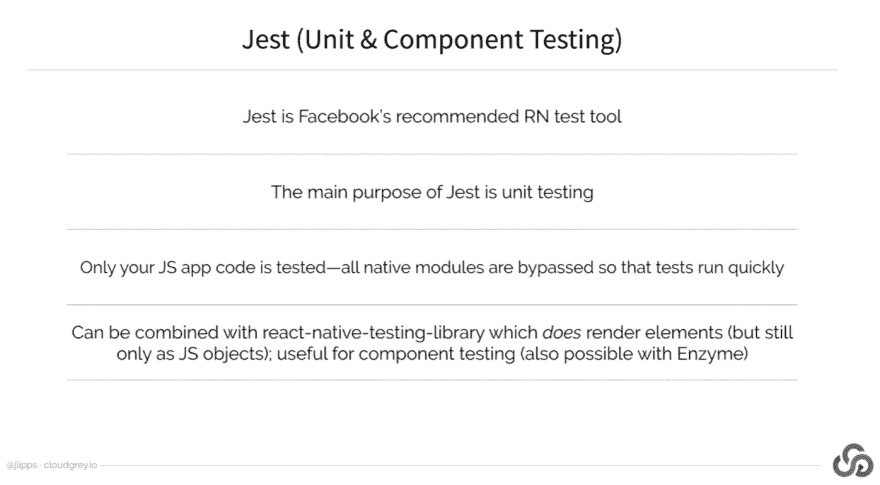 Jest (Unit & Component Testing)
Jest is Facebook's recommended RN test tool
The main purpose of Jest is unit testing
Only your JS app code is tested—all native modules are bypassed so that tests run quickly
Can be combined with react-native-testing-library which does render elements (but still
only as JS objects); useful for component testing (also possible with Enzyme)
@jlipps · cloudgrey.io